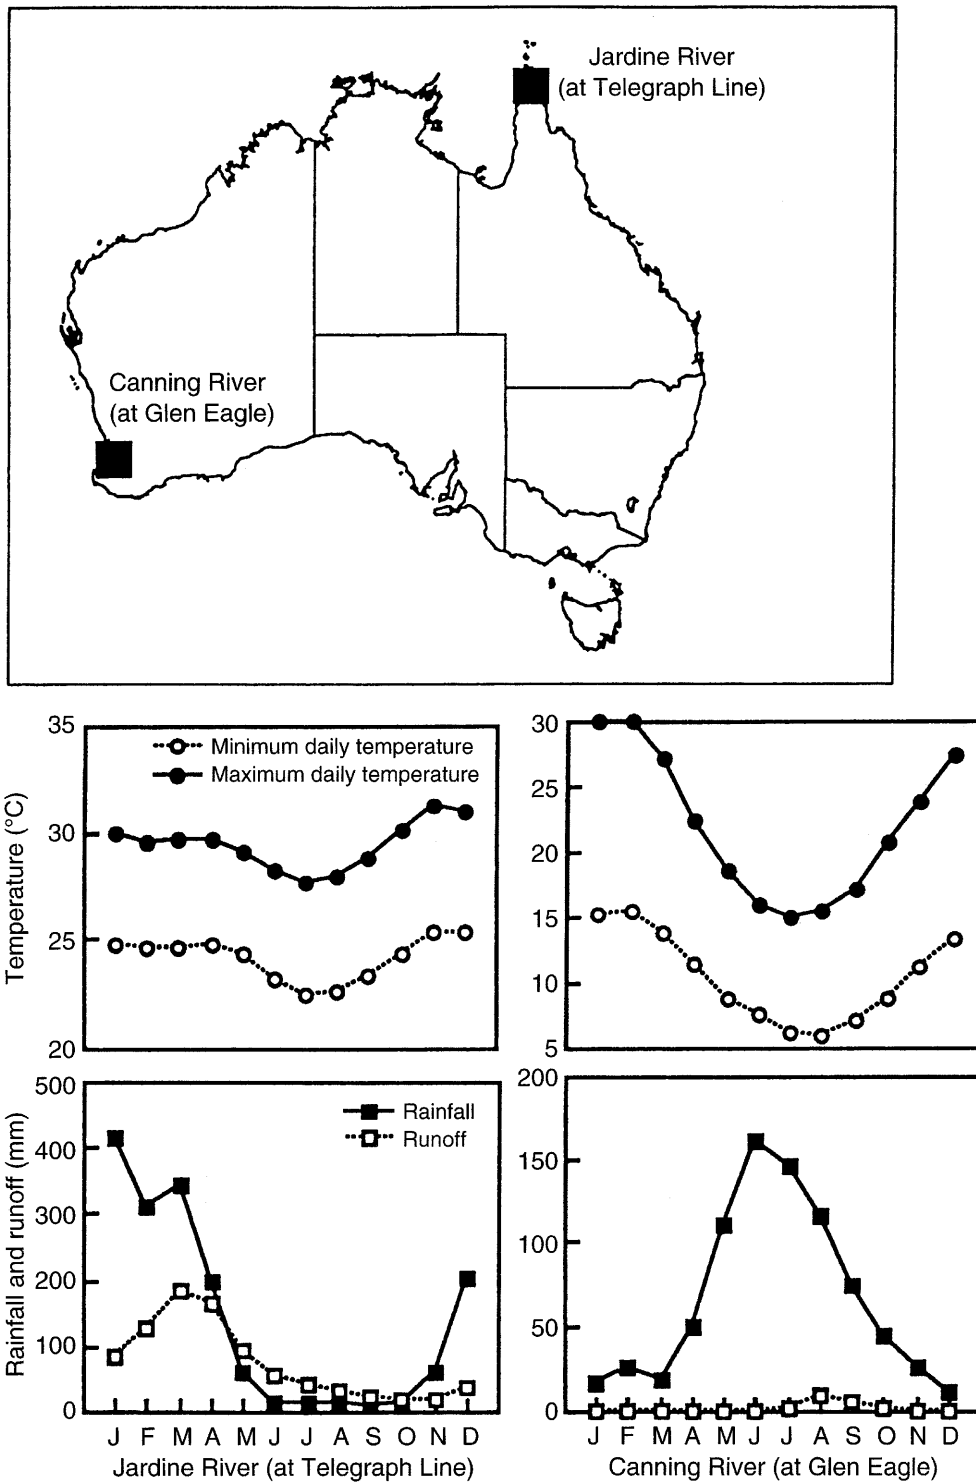 Jardine River
(at Telegraph Line)
Canning River
(at Glen Eagle)
35
30
25
20
Temperature (°C)
Minimum daily temperature
Maximum daily temperature
30
25
20
15
10
5
500
400
300
200
100
0
Rainfall and runoff (mm)
Rainfall
Runoff
J F M A M J J A S O N D
Jardine River (at Telegraph Line)
200
150
100
50
0
J F M A M J J A S O N D
Canning River (at Glen Eagle)